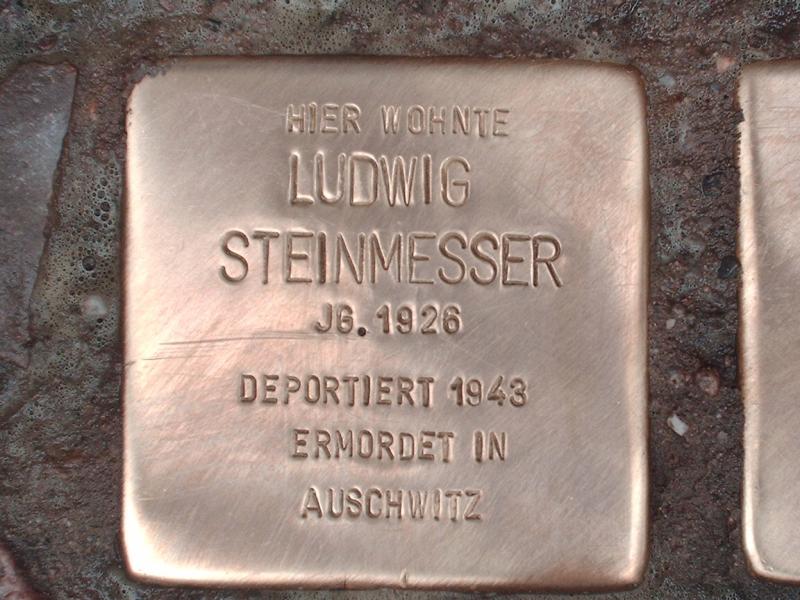 HIER WOHNTE
LUDWIG
STEINMESSER
JG. 1926
DEPORTIERT 1943
ERMORDET IN
AUSCHWITZ